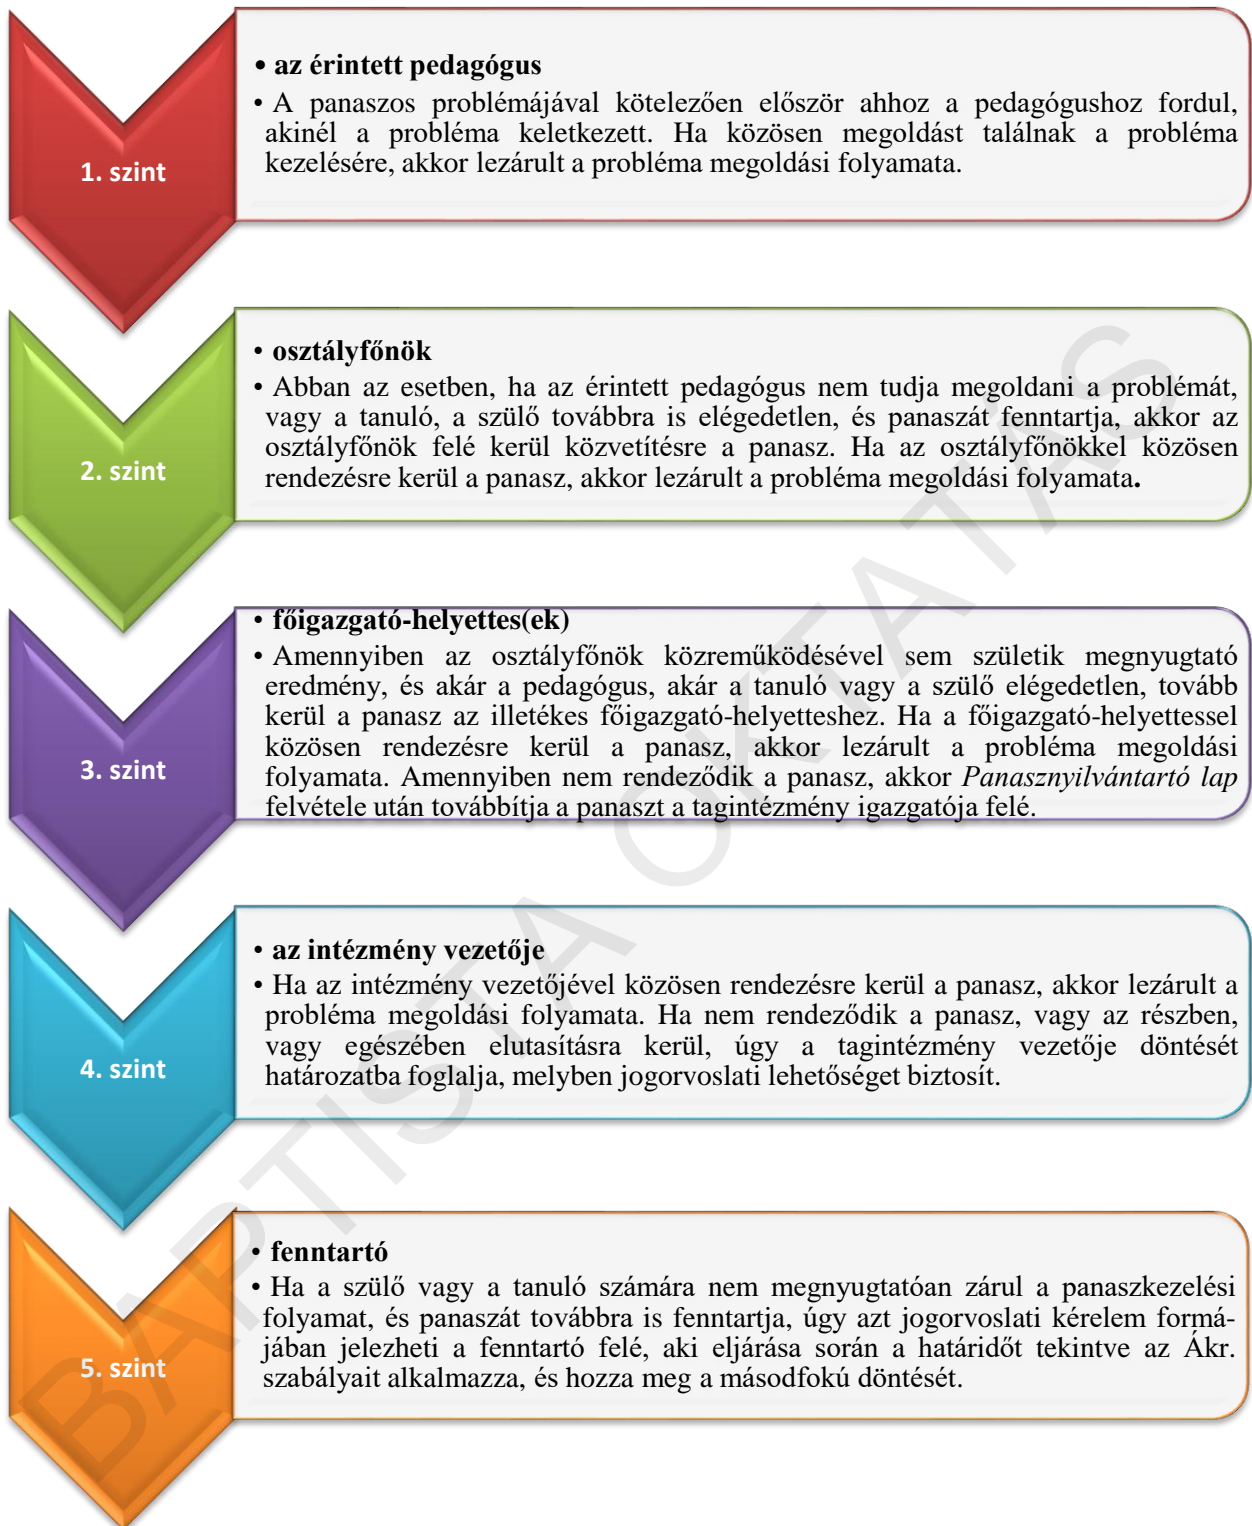 1. szint
• az érintett pedagógus
• A panaszos problémájával kötelezően először ahhoz a pedagógushoz fordul,
akinél a probléma keletkezett. Ha közösen megoldást találnak a probléma
kezelésére, akkor lezárult a probléma megoldási folyamata.
2. szint
• osztályfőnök
• Abban az esetben, ha az érintett pedagógus nem tudja megoldani a problémát,
vagy a tanuló, a szülő továbbra is elégedetlen, és panaszát fenntartja, akkor az
osztályfőnök felé kerül közvetítésre a panasz. Ha az osztályfőnökkel közösen
rendezésre kerül a panasz, akkor lezárult a probléma megoldási folyamata.
3. szint
• főigazgató-helyettes(ek)
• Amennyiben az osztályfőnök közreműködésével sem születik megnyugtató
eredmény, és akár a pedagógus, akár a tanuló vagy a szülő elégedetlen, tovább
kerül a panasz az illetékes főigazgató-helyetteshez. Ha a főigazgató-helyettessel
közösen rendezésre kerül a panasz, akkor lezárult a probléma megoldási
folyamata. Amennyiben nem rendeződik a panasz, akkor Panasznyilvántartó lap
felvétele után továbbítja a panaszt a tagintézmény igazgatója felé.
4. szint
• az intézmény vezetője
• Ha az intézmény vezetőjével közösen rendezésre kerül a panasz, akkor lezárult a
probléma megoldási folyamata. Ha nem rendeződik a panasz, vagy az részben,
vagy egészében elutasításra kerül, úgy a tagintézmény vezetője döntését
határozatba foglalja, melyben jogorvoslati lehetőséget biztosít.
5. szint
• fenntartó
• Ha a szülő vagy a tanuló számára nem megnyugtatóan zárul a panaszkezelési
folyamat, és panaszát továbbra is fenntartja, úgy azt jogorvoslati kérelem formá-
jában jelezheti a fenntartó felé, aki eljárása során a határidőt tekintve az Ákr.
szabályait alkalmazza, és hozza meg a másodfokú döntését.
BAPTISTA OKTATÁS